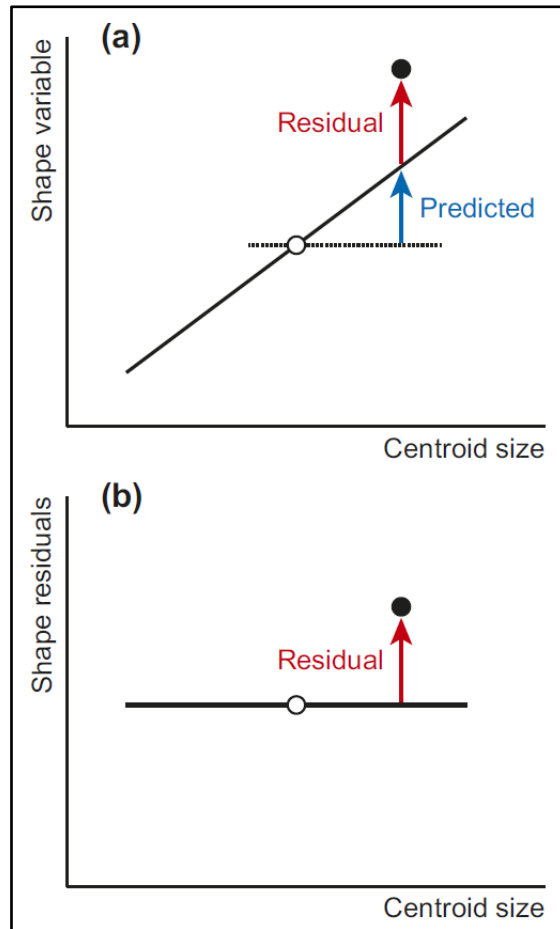 (a)
Shape variable
Residual
Predicted
Centroid size
(b)
Shape residuals
Residual
Centroid size